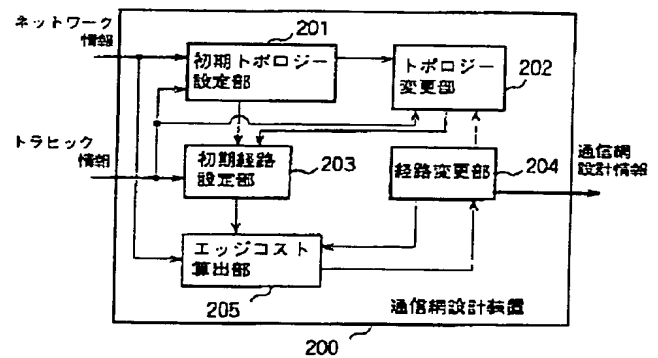 ネットワーク
情報
201
初期トポロジー
設定部
トポロジー
変更部
202
トラヒック
情報
初期経路
設定部
203
経路変更部
204
通信網
設計情報
エッジコスト
算出部
205
通信網設計装置
200